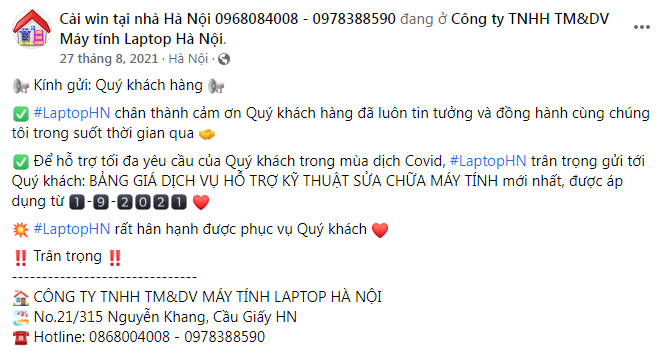 Cài win tại nhà Hà Nội 0968084008 - 0978388590 đang ở Công ty TNHH TM&DV
Máy tính Laptop Hà Nội.
27 tháng 8, 2021 · Hà Nội ·
📢 Kính gửi: Quý khách hàng 📢
✅ #LaptopHN chân thành cảm ơn Quý khách hàng đã luôn tin tưởng và đồng hành cùng chúng
tôi trong suốt thời gian qua 🤝
✅ Để hỗ trợ tối đa yêu cầu của Quý khách trong mùa dịch Covid, #LaptopHN trân trọng gửi tới
Quý khách: BẢNG GIÁ DỊCH VỤ HỖ TRỢ KỸ THUẬT SỬA CHỮA MÁY TÍNH mới nhất, được áp
dụng từ 1-9-2021 ♥️
💥 #LaptopHN rất hân hạnh được phục vụ Quý khách ♥️
‼️ Trân trọng ‼️
-------------------------------
🏠 CÔNG TY TNHH TM&DV MÁY TÍNH LAPTOP HÀ NỘI
🏖 No.21/315 Nguyễn Khang, Cầu Giấy HN
☎️ Hotline: 0868004008 - 0978388590